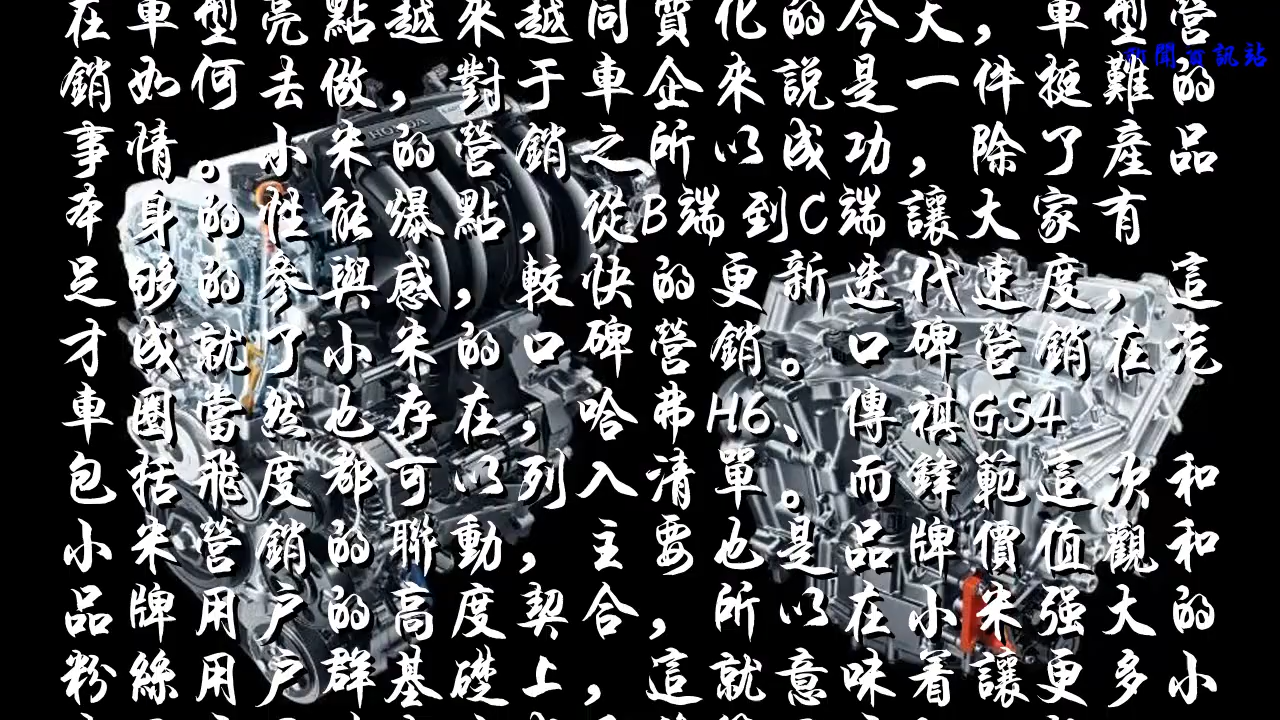 在車型亮點越來越同質化的今天，車型營
銷如何去做，對于車企來説是一件挺難的
事情。小米的營銷之所以成功，除了產品
本身的性能爆點，從B端到C端讓大家有
足够的參與感，較快的更新迭代速度，這
才成就了小米的口碑營銷。口碑營銷在汽
車圈當然也存在，哈弗H6、傳祺GS4
包括飛度都可以列入清單。而鋒範這次和
小米營銷的聯動，主要也是品牌價值觀和
品牌用户的高度契合，所以在小米强大的
粉絲用户群基礎上，這就意味着讓更多小
HONDA